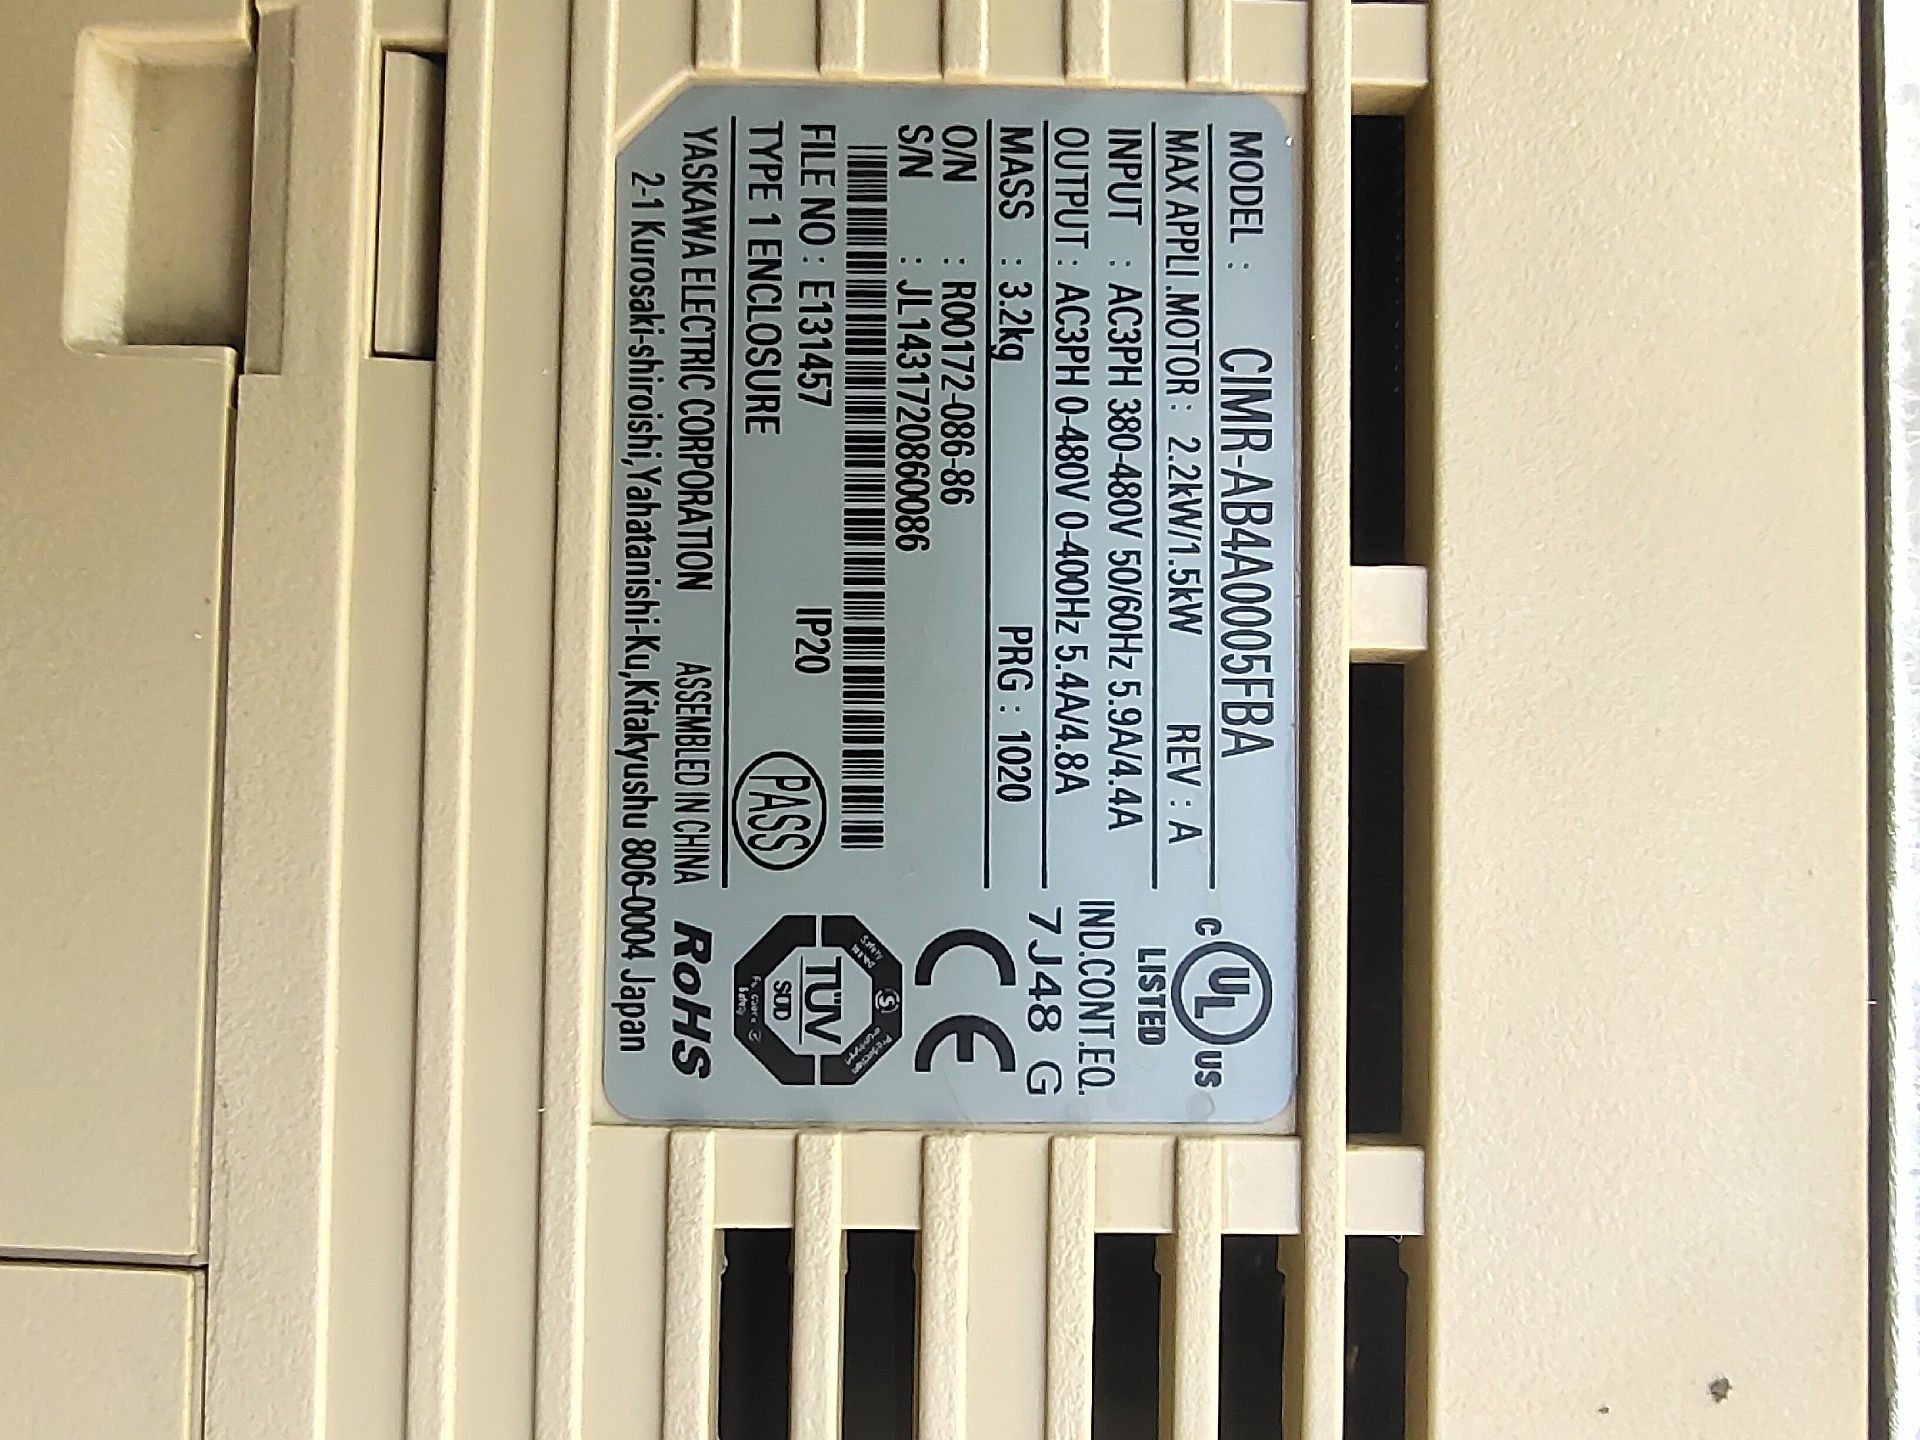 MODEL : CIMR-AB4A0005FBA
MAX APPLI .MOTOR : 2.2kW/1.5kW REV : A
INPUT : AC3PH 380-480V 50/60Hz 5.9A/4.4A
OUTPUT : AC3PH 0-480V 0-400Hz 5.4A/4.8A
MASS : 3.2kg PRG : 1020
O/N : R00172-086-86
S/N : JL14317208600086
FILE NO : E131457 IP20
TYPE 1 ENCLOSURE
PASS
YASKAWA ELECTRIC CORPORATION ASSEMBLED IN CHINA
2-1 Kurosaki-shiroishi,Yahatanishi-Ku,Kitakyushu 806-0004 Japan
C UL US
LISTED
IND.CONT.EQ.
7J48 G
CE
TÜV
SÜD
RoHS